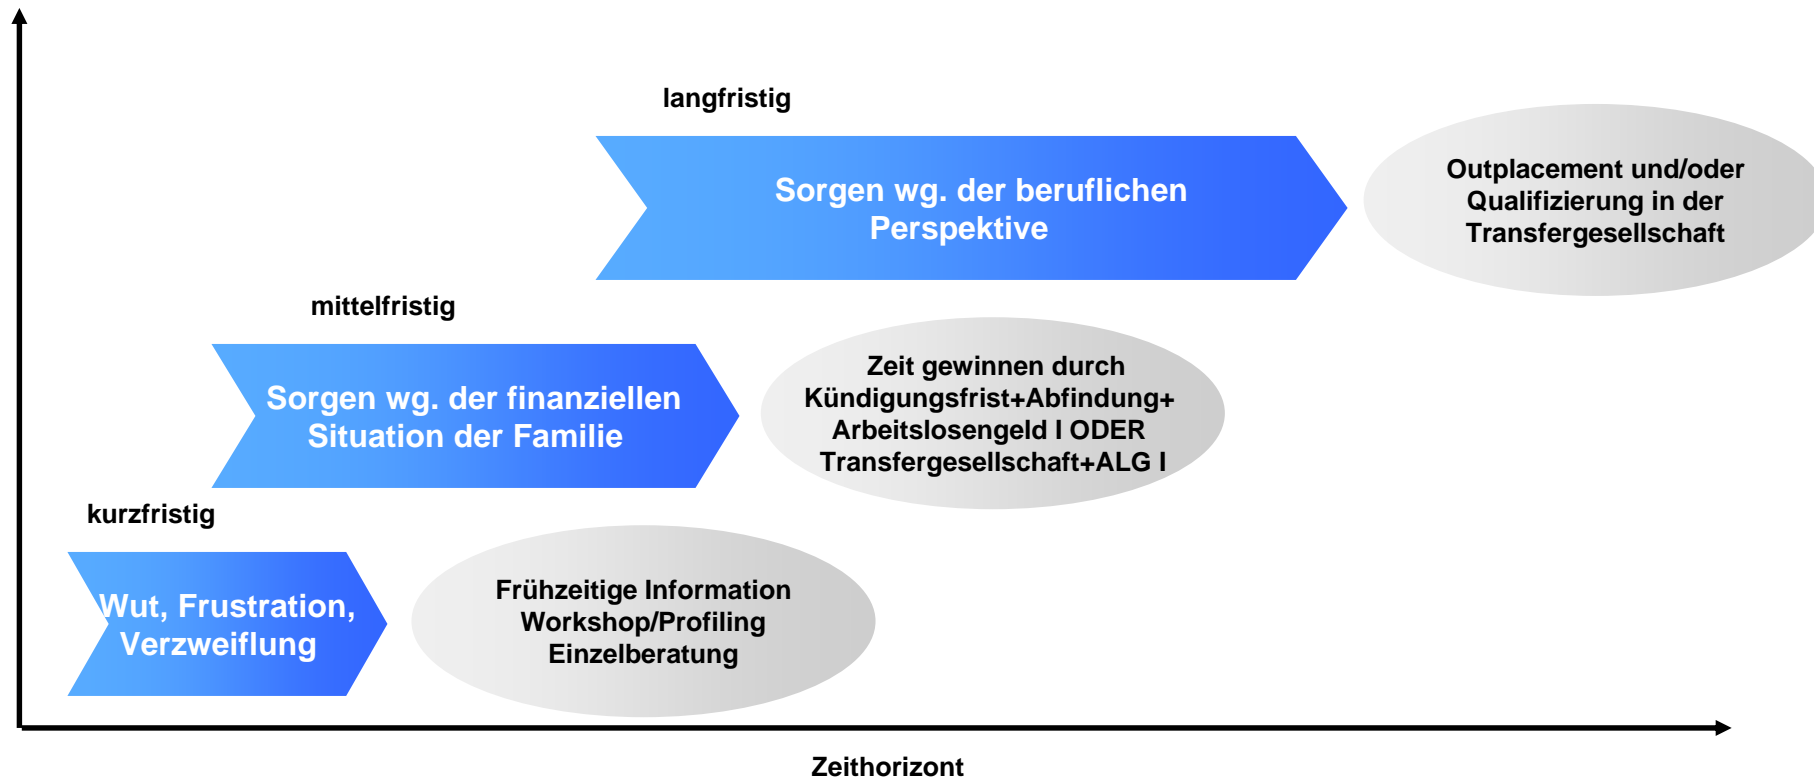 langfristig
Sorgen wg. der beruflichen
Perspektive
Outplacement und/oder
Qualifizierung in der
Transfergesellschaft
mittelfristig
Sorgen wg. der finanziellen
Situation der Familie
Zeit gewinnen durch
Kündigungsfrist+Abfindung+
Arbeitslosengeld I ODER
Transfergesellschaft+ALG I
kurzfristig
Wut, Frustration,
Verzweiflung
Frühzeitige Information
Workshop/Profiling
Einzelberatung
Zeithorizont